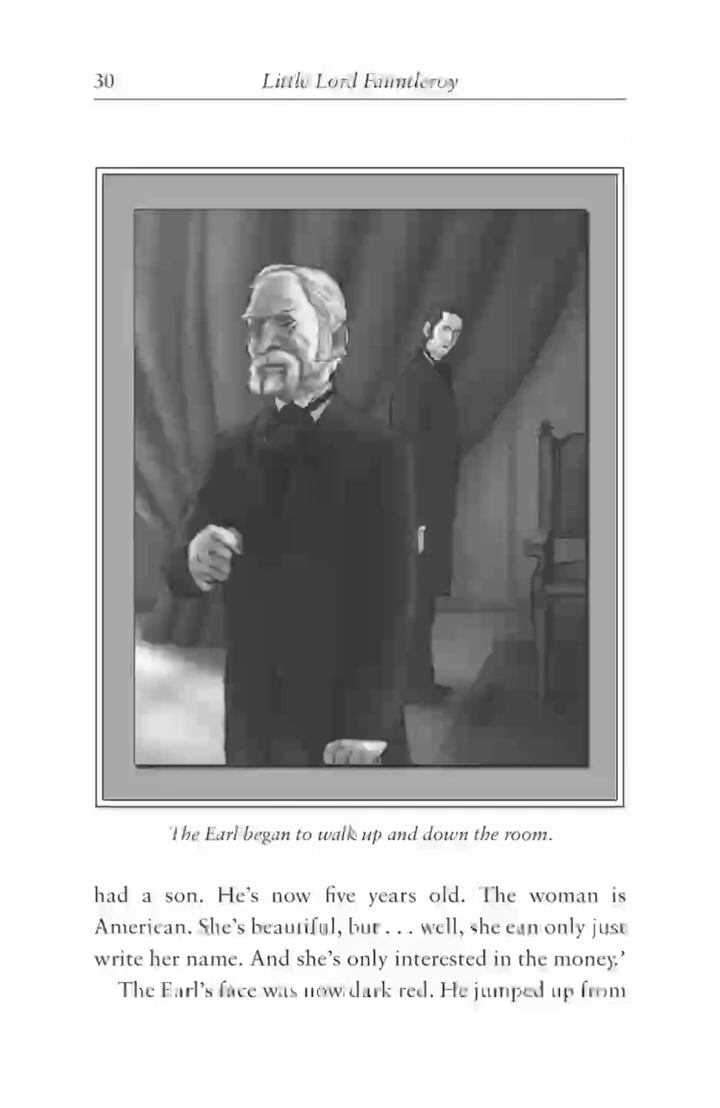 30
Little Lord Fauntleroy
The Earl began to walk up and down the room.
had a son. He's now five years old. The woman is
American. She's beautiful, but . . . well, she can only just
write her name. And she's only interested in the money.'
The Earl's face was now dark red. He jumped up from